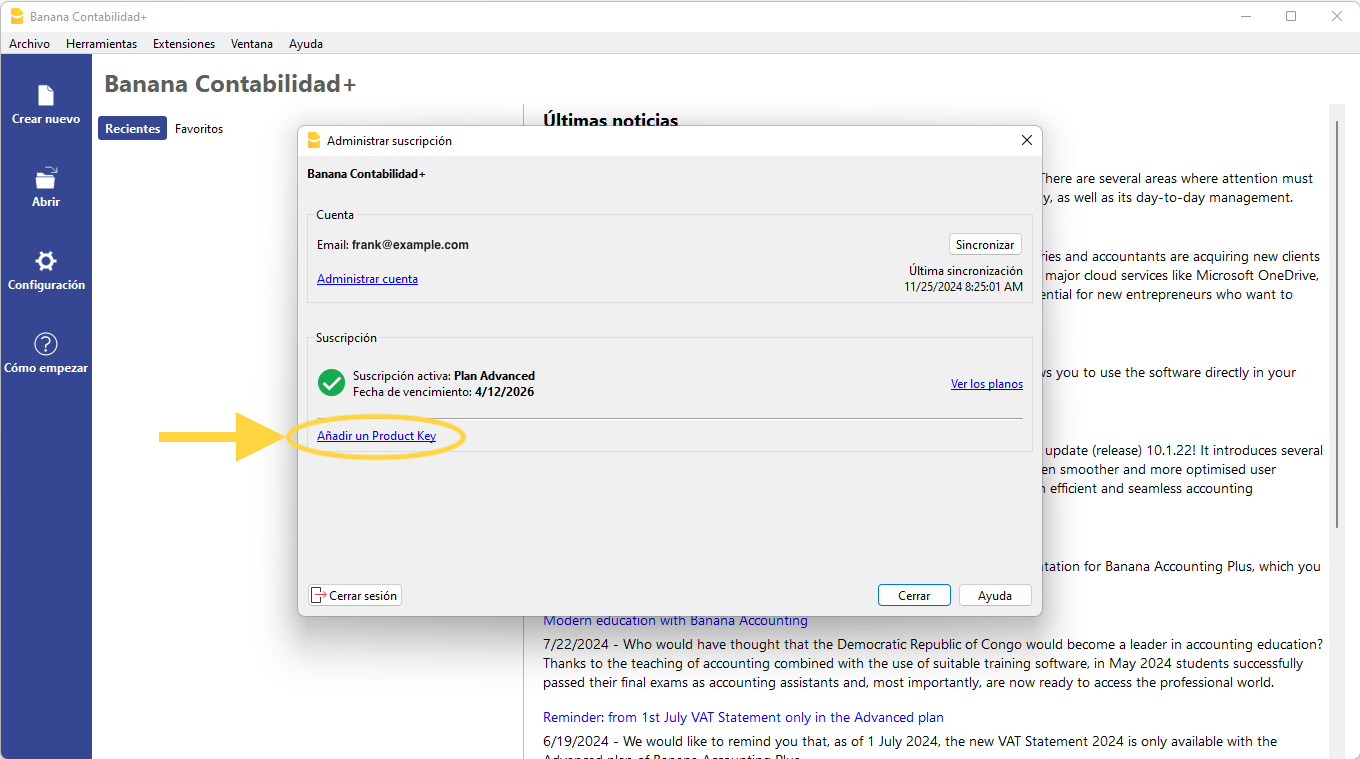 Banana Contabilidad+
Archivo Herramientas Extensiones Ventana Ayuda
Crear nuevo
Abrir
Configuración
Cómo empezar
Banana Contabilidad+
Recientes Favoritos
Últimas noticias
Administrar suscripción
Banana Contabilidad+
Cuenta
Email: frank@example.com
Sincronizar
Administrar cuenta
Última sincronización
11/25/2024 8:25:01 AM
Suscripción
Suscripción activa: Plan Advanced
Fecha de vencimiento: 4/12/2026
Ver los planos
Añadir un Product Key
Cerrar sesión
Cerrar
Ayuda
There are several areas where attention must
y, as well as its day-to-day management.
ries and accountants are acquiring new clients
major cloud services like Microsoft OneDrive,
ential for new entrepreneurs who want to
ws you to use the software directly in your
update (release) 10.1.22! It introduces several
en smoother and more optimised user
efficient and seamless accounting
ntation for Banana Accounting Plus, which you
Modern education with Banana Accounting
7/22/2024 - Who would have thought that the Democratic Republic of Congo would become a leader in accounting education?
Thanks to the teaching of accounting combined with the use of suitable training software, in May 2024 students successfully
passed their final exams as accounting assistants and, most importantly, are now ready to access the professional world.
Reminder: from 1st July VAT Statement only in the Advanced plan
6/19/2024 - We would like to remind you that, as of 1 July 2024, the new VAT Statement 2024 is only available with the
Advanced plan of Banana Accounting Plus.